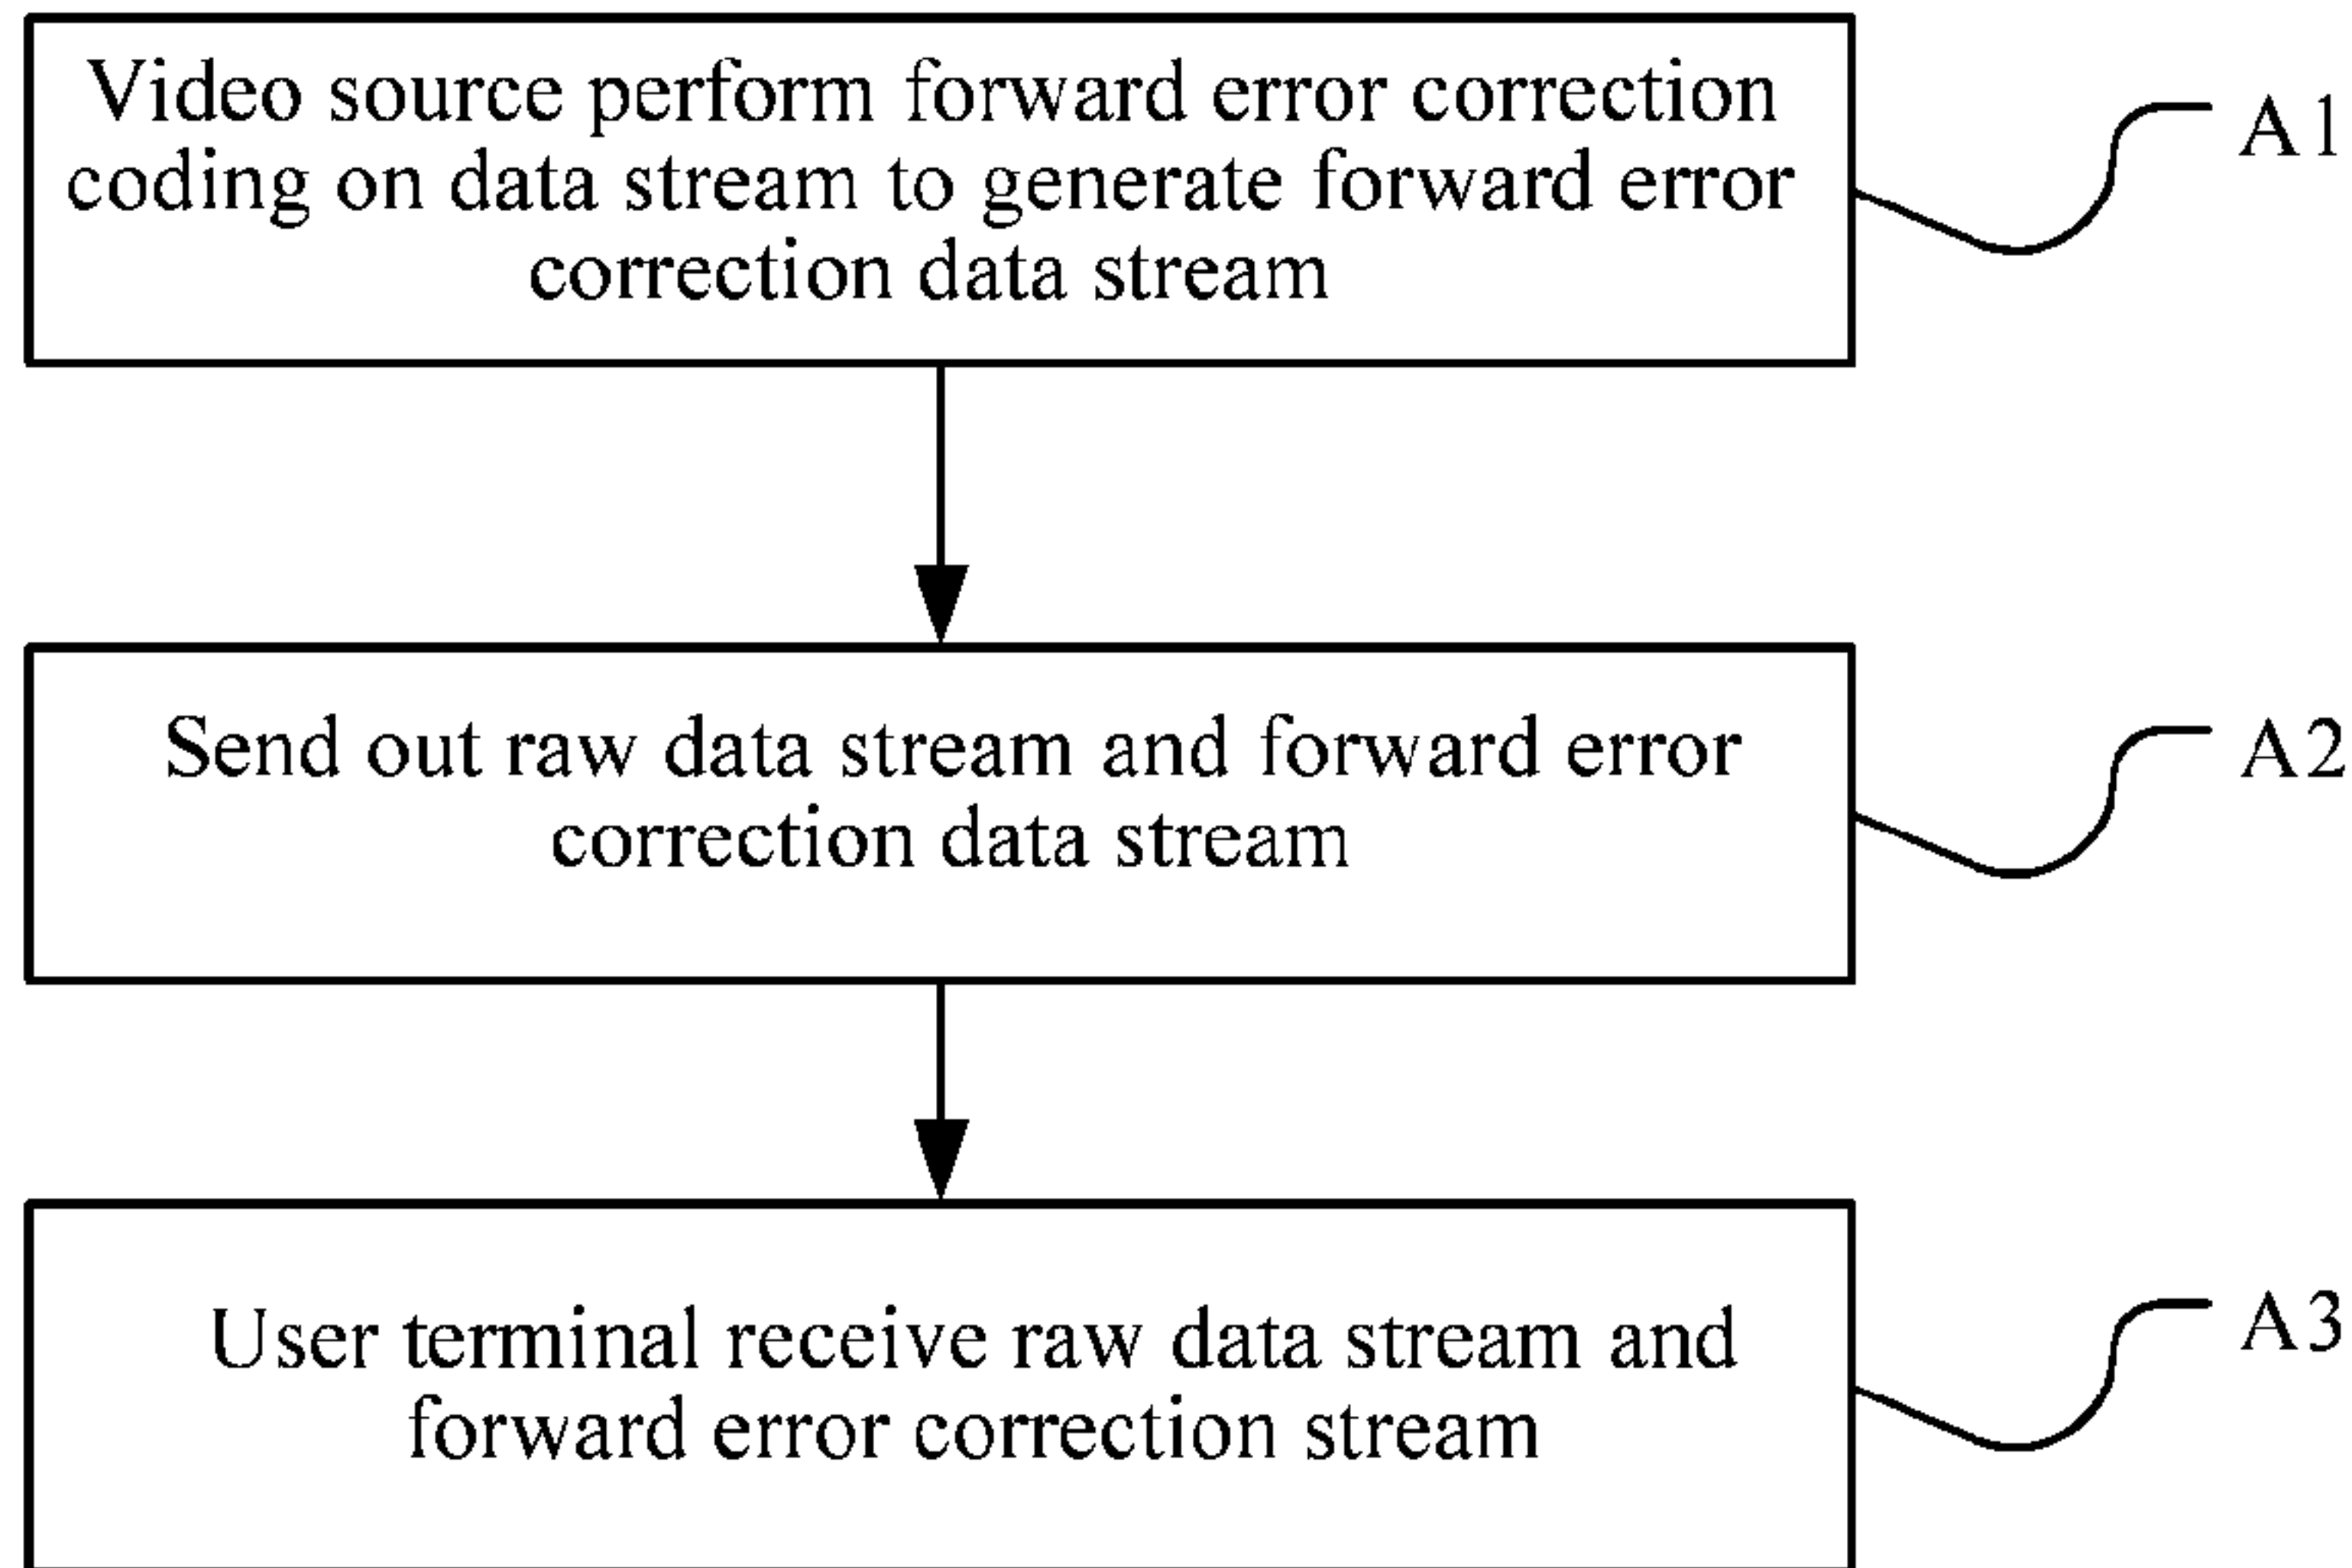 Video source perform forward error correction
coding on data stream to generate forward error
correction data stream
A1
Send out raw data stream and forward error
correction data stream
A2
User terminal receive raw data stream and
forward error correction stream
A3